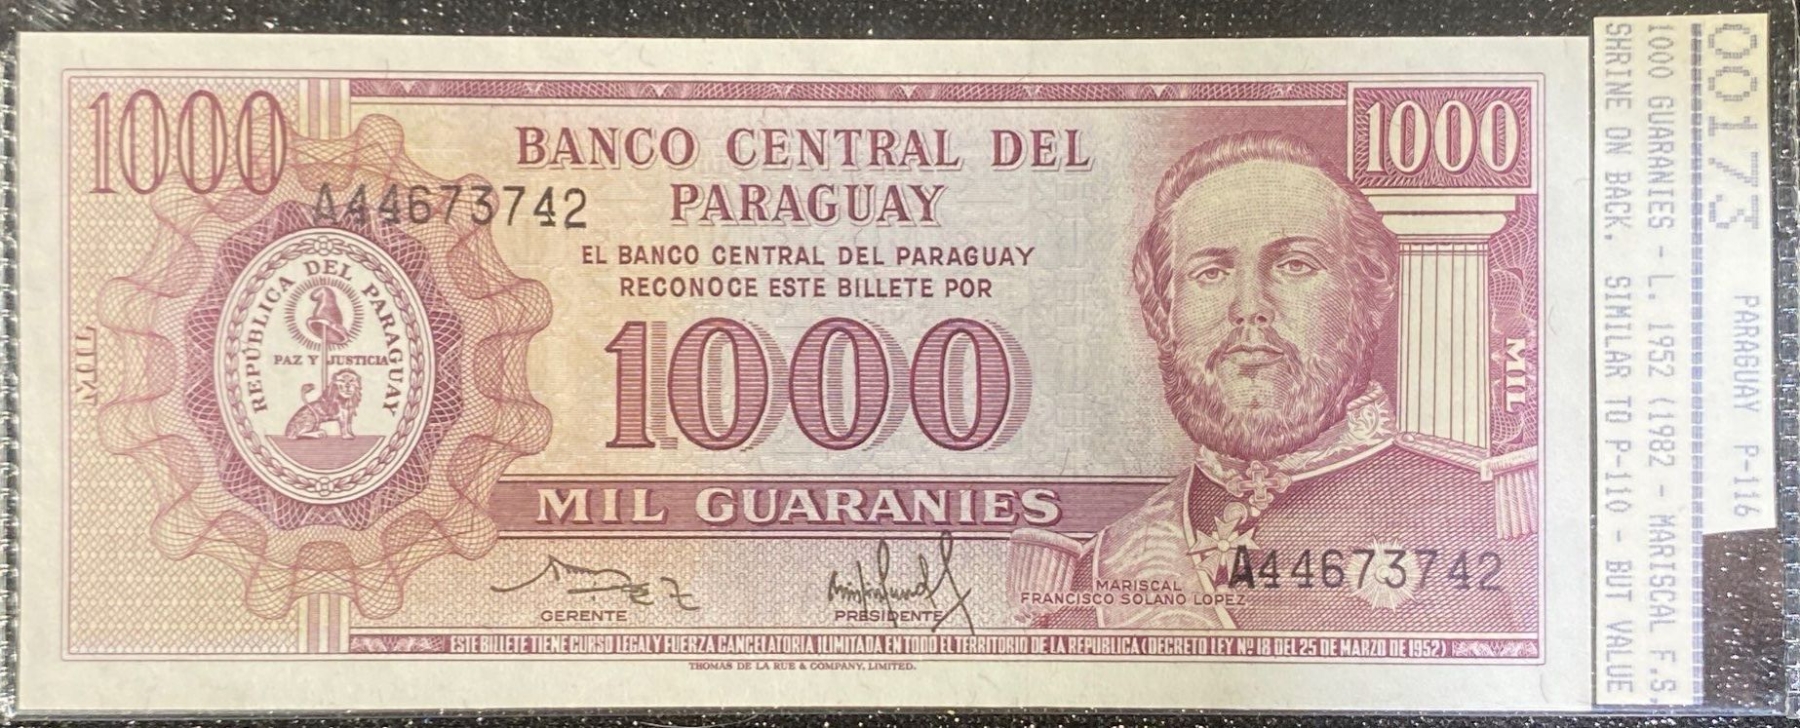 1000
1000
A44673742
BANCO CENTRAL DEL
PARAGUAY
EL BANCO CENTRAL DEL PARAGUAY
RECONOCE ESTE BILLETE POR
1000
MIL GUARANIES
REPÚBLICA DEL PARAGUAY
PAZ Y JUSTICIA
MIL
MIL
GERENTE
PRESIDENTE
MARISCAL
FRANCISCO SOLANO LOPEZ
A44673742
ESTE BILLETE TIENE CURSO LEGAL Y FUERZA CANCELATORIA ILIMITADA EN TODO EL TERRITORIO DE LA REPUBLICA (DECRETO LEY Nº 18 DEL 25 DE MARZO DE 1952)
THOMAS DE LA RUE & COMPANY, LIMITED.
00173 PARAGUAY P-116
1000 GUARANIES - L. 1952 (1982 - MARISCAL F.S.
SHRINE ON BACK. SIMILAR TO P-110 - BUT VALUE